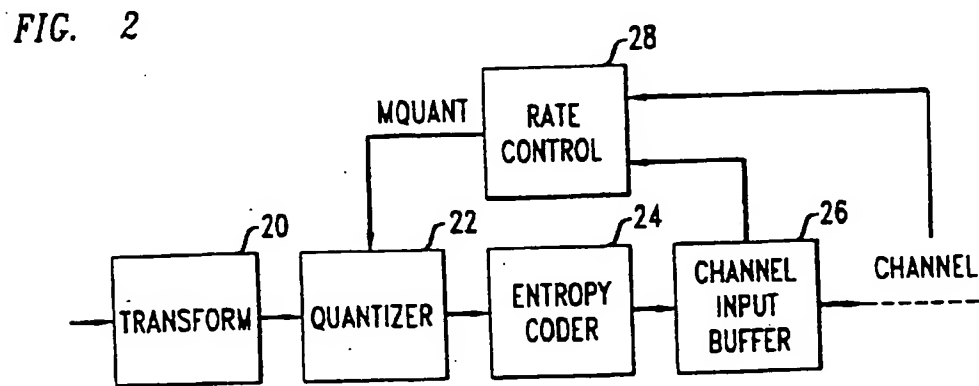 FIG. 2
28
RATE
CONTROL
MQUANT
20
TRANSFORM
22
QUANTIZER
24
ENTROPY
CODER
26
CHANNEL
INPUT
BUFFER
CHANNEL